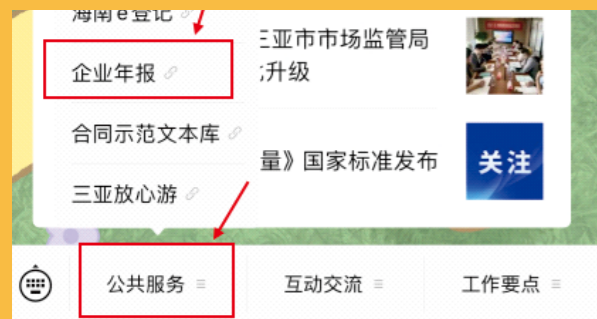 海南e登记
三亚市市场监管局
升级
企业年报
合同示范文本库
量》国家标准发布
关注
三亚放心游
公共服务
互动交流
工作要点